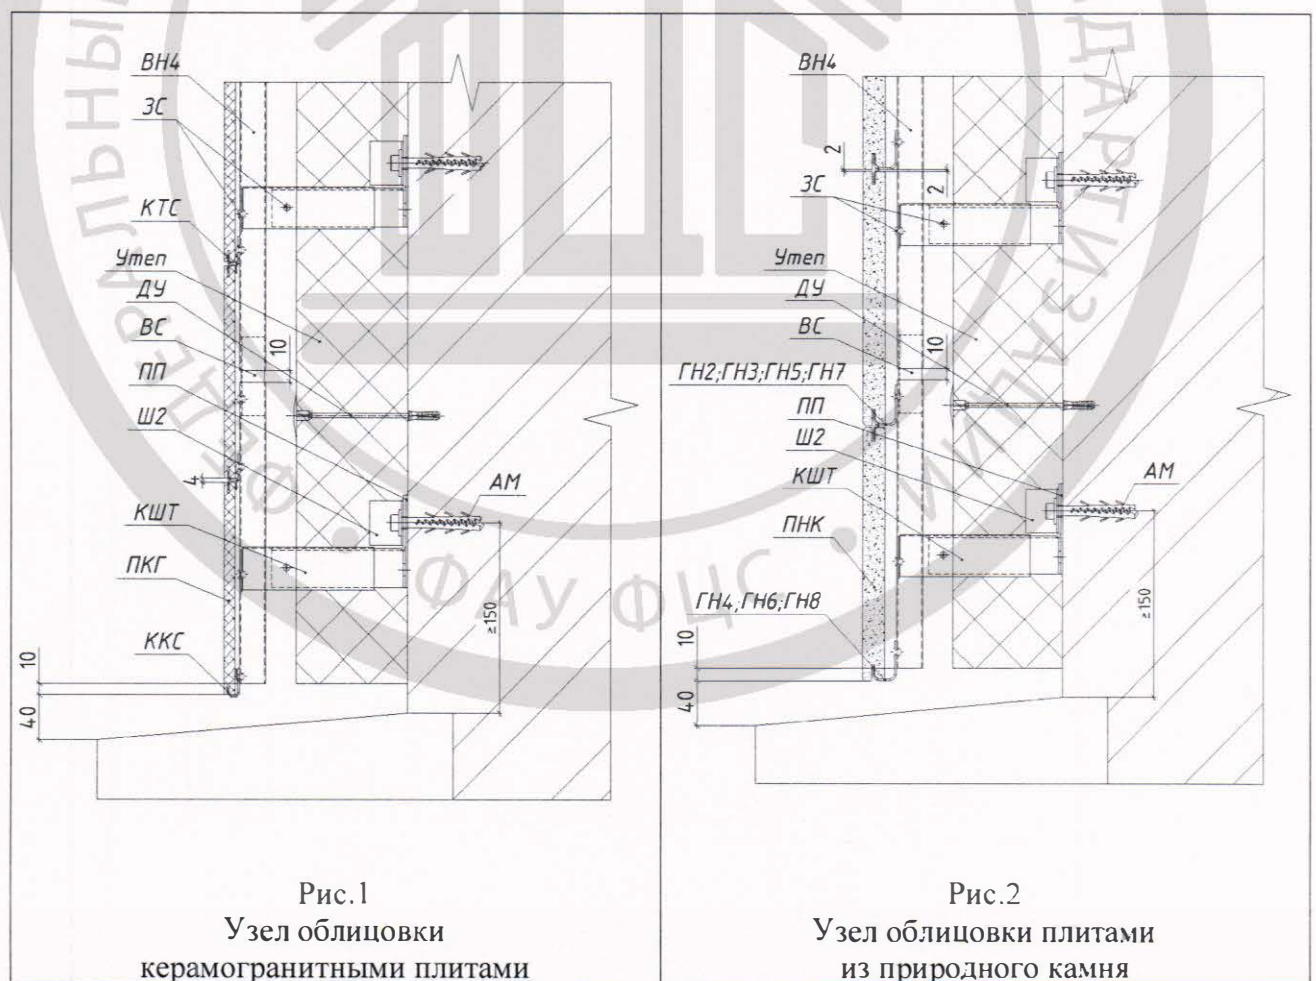 ВН4
ЗС
КТС
Утеп
ДУ
ВС
10
ПП
Ш2
4
АМ
КШТ
ПКГ
≥150
ККС
10
40
Рис.1
Узел облицовки
керамогранитными плитами
ВН4
2
ЗС
2
Утеп
ДУ
ВС
10
ГН2;ГН3;ГН5;ГН7
ПП
Ш2
АМ
КШТ
ПНК
≥150
ГН4;ГН6;ГН8
10
40
Рис.2
Узел облицовки плитами
из природного камня
ФАУ ФЦС